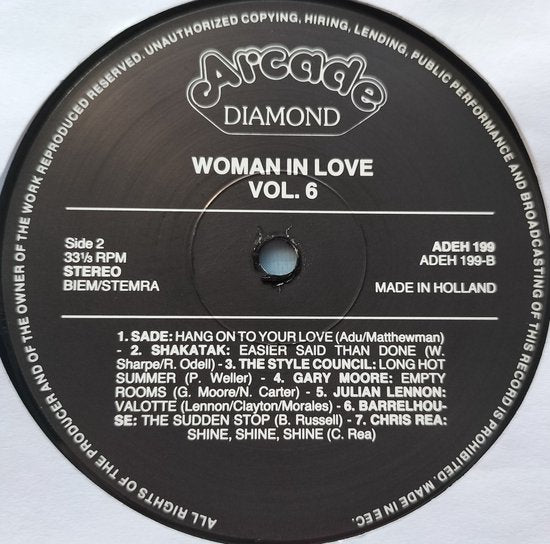 ALL RIGHTS OF THE PRODUCER AND OF THE OWNER OF THE WORK REPRODUCED RESERVED. UNAUTHORIZED COPYING, HIRING, LENDING, PUBLIC PERFORMANCE AND BROADCASTING OF THIS RECORD IS PROHIBITED. MADE IN EEC.
Arcade
DIAMOND
WOMAN IN LOVE
VOL. 6
Side 2
33⅓ RPM
STEREO
BIEM/STEMRA
ADEH 199
ADEH 199-B
MADE IN HOLLAND
1. SADE: HANG ON TO YOUR LOVE (Adu/Matthewman)
- 2. SHAKATAK: EASIER SAID THAN DONE (W.
Sharpe/R. Odell) - 3. THE STYLE COUNCIL: LONG HOT
SUMMER (P. Weller) - 4. GARY MOORE: EMPTY
ROOMS (G. Moore/N. Carter) - 5. JULIAN LENNON:
VALOTTE (Lennon/Clayton/Morales) - 6. BARRELHOU-
SE: THE SUDDEN STOP (B. Russell) - 7. CHRIS REA:
SHINE, SHINE, SHINE (C. Rea)